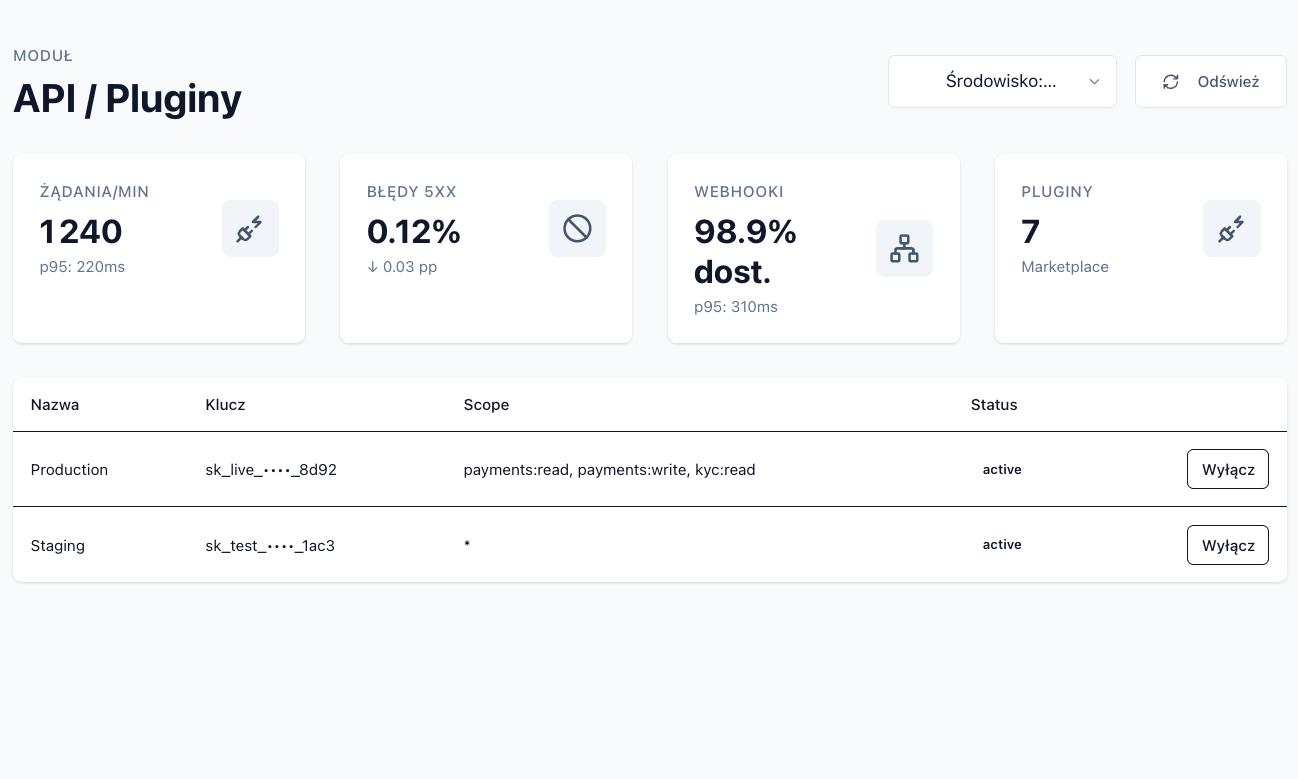 MODUŁ
API / Pluginy
Środowisko:...
Odśwież
ŻĄDANIA/MIN
1 240
p95: 220ms
BŁĘDY 5XX
0.12%
↓ 0.03 pp
WEBHOOKI
98.9%
dost.
p95: 310ms
PLUGINY
7
Marketplace
Nazwa Klucz Scope Status
Production sk_live_••••_8d92 payments:read, payments:write, kyc:read active Wyłącz
Staging sk_test_••••_1ac3 * active Wyłącz